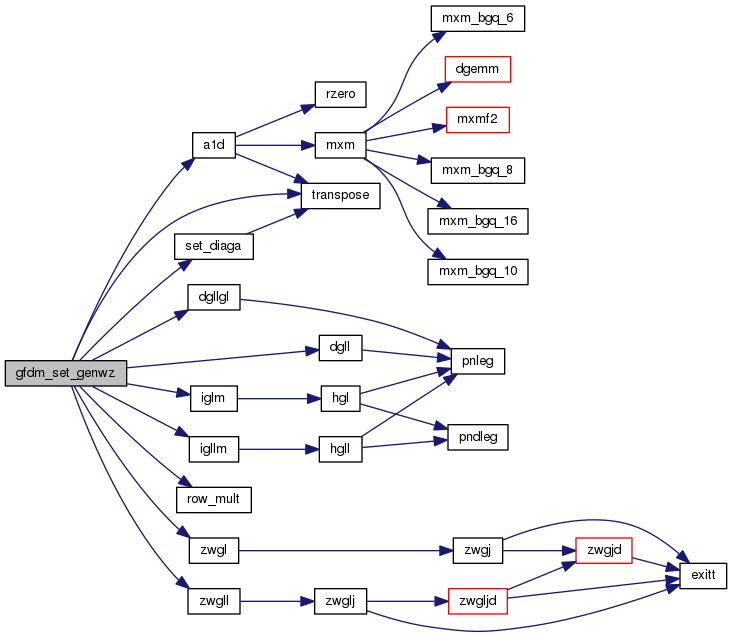 mxm_bgq_6
dgemm
rzero
mxmf2
a1d
mxm
mxm_bgq_8
transpose
mxm_bgq_16
set_diaga
mxm_bgq_10
dgllgl
dgll
pnleg
gfdm_set_genwz
iglm
hgl
pndleg
igllm
hgll
row_mult
zwgl
zwgj
zwgjd
exitt
zwgll
zwglj
zwgljd